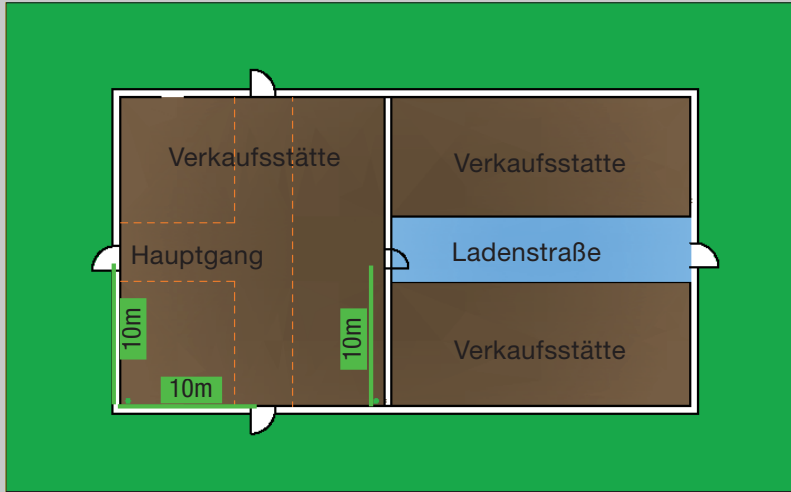 Verkaufsstätte
Verkaufsstatte
Hauptgang
Ladenstraße
10m
10m
Verkaufsstätte
10m